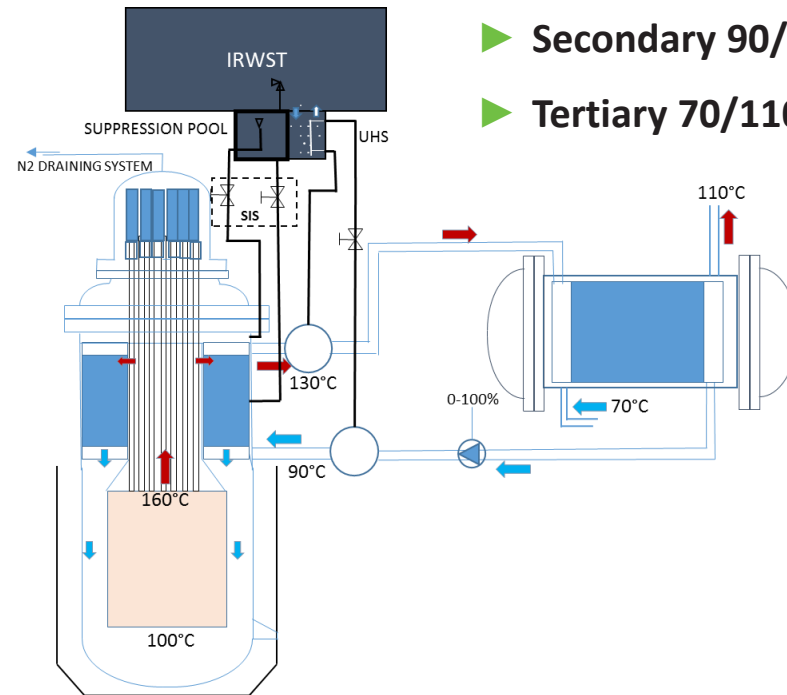 Secondary 90/
Tertiary 70/110
IRWST
SUPPRESSION POOL
UHS
N2 DRAINING SYSTEM
SIS
110°C
130°C
0-100%
70°C
90°C
160°C
100°C